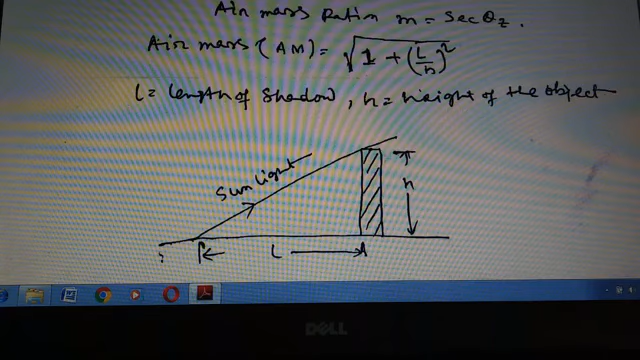 Air mass Ration m = Sec θz.
Air mass (AM) = √1 + (L/h)²
L = Length of Shadow, h = height of the object
Sun light
h
L
DELL